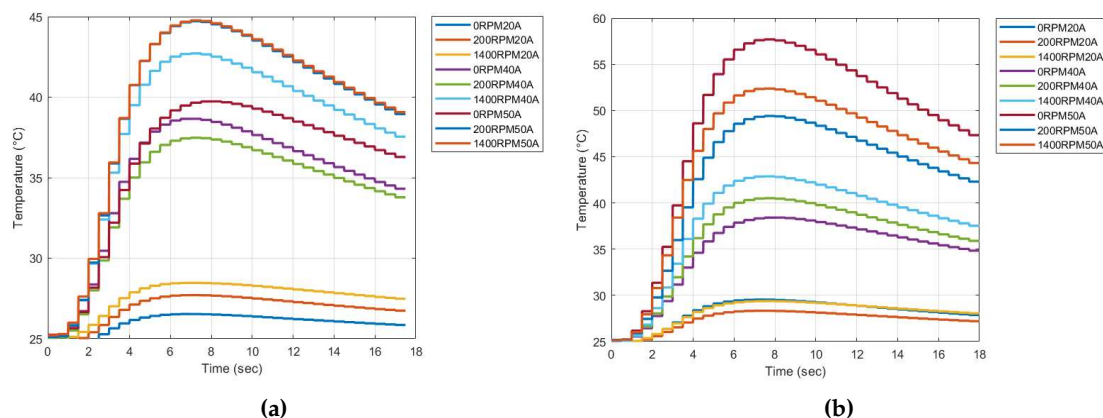 45
40
35
30
25
Temperature (°C)
0 2 4 6 8 10 12 14 16 18
Time (sec)
0RPM20A
200RPM20A
1400RPM20A
0RPM40A
200RPM40A
1400RPM40A
0RPM50A
200RPM50A
1400RPM50A
(a)
60
55
50
45
40
35
30
25
Temperature (°C)
0 2 4 6 8 10 12 14 16 18
Time (sec)
0RPM20A
200RPM20A
1400RPM20A
0RPM40A
200RPM40A
1400RPM40A
0RPM50A
200RPM50A
1400RPM50A
(b)